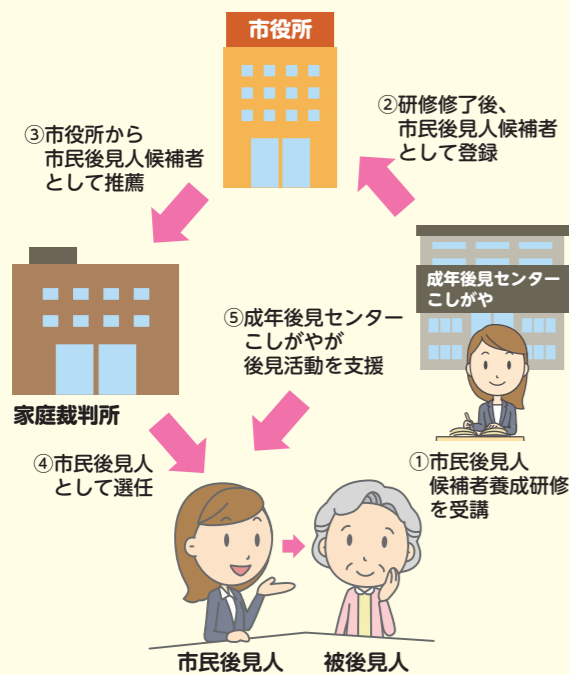 市役所
②研修修了後、
市民後見人候補者
として登録
③市役所から
市民後見人候補者
として推薦
成年後見センター
こしがや
⑤成年後見センター
こしがやが
後見活動を支援
家庭裁判所
④市民後見人
として選任
①市民後見人
候補者養成研修
を受講
市民後見人
被後見人